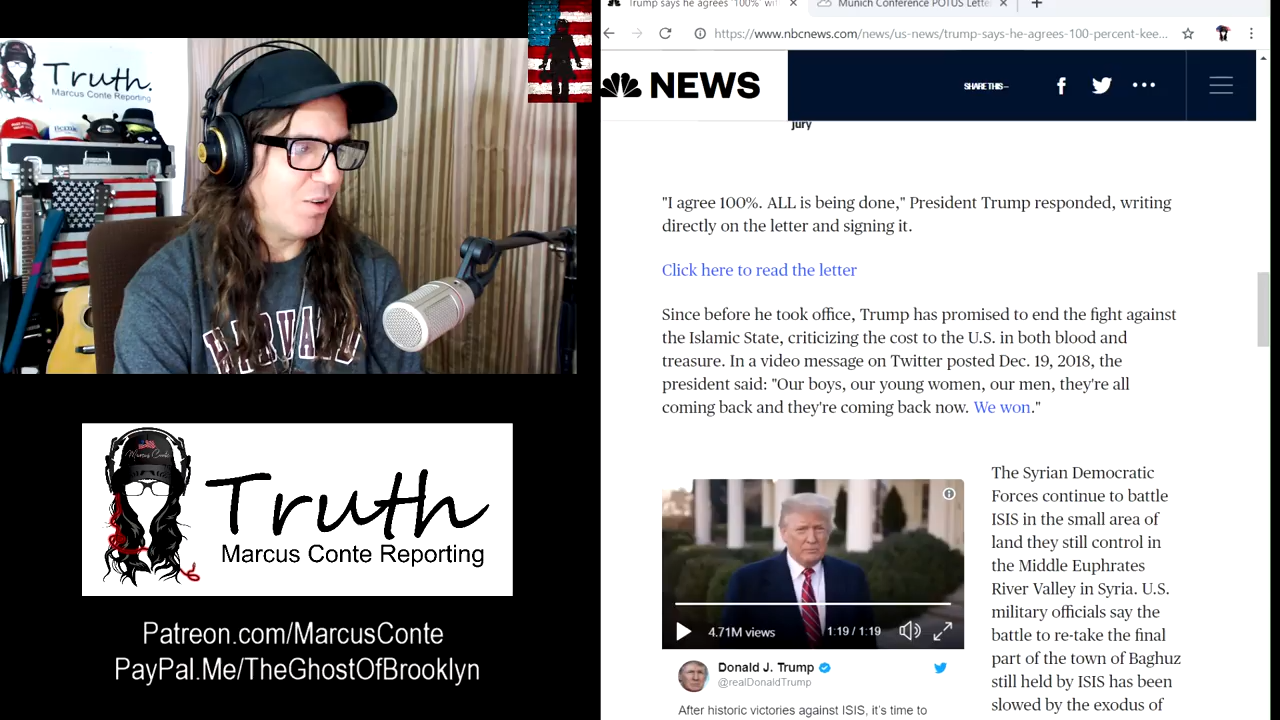 Truth.
Marcus Conte Reporting
HARVARD
Truth
Marcus Conte Reporting
Patreon.com/MarcusConte
PayPal.Me/TheGhostOfBrooklyn
Trump says he agrees "100%" wit
Munich Conference POTUS Lette
https://www.nbcnews.com/news/us-news/trump-says-he-agrees-100-percent-kee...
NEWS
SHARE THIS—
jury
"I agree 100%. ALL is being done," President Trump responded, writing
directly on the letter and signing it.
Click here to read the letter
Since before he took office, Trump has promised to end the fight against
the Islamic State, criticizing the cost to the U.S. in both blood and
treasure. In a video message on Twitter posted Dec. 19, 2018, the
president said: "Our boys, our young women, our men, they're all
coming back and they're coming back now. We won."
4.71M views
1:19 / 1:19
Donald J. Trump
@realDonaldTrump
After historic victories against ISIS, it's time to
The Syrian Democratic
Forces continue to battle
ISIS in the small area of
land they still control in
the Middle Euphrates
River Valley in Syria. U.S.
military officials say the
battle to re-take the final
part of the town of Baghuz
still held by ISIS has been
slowed by the exodus of